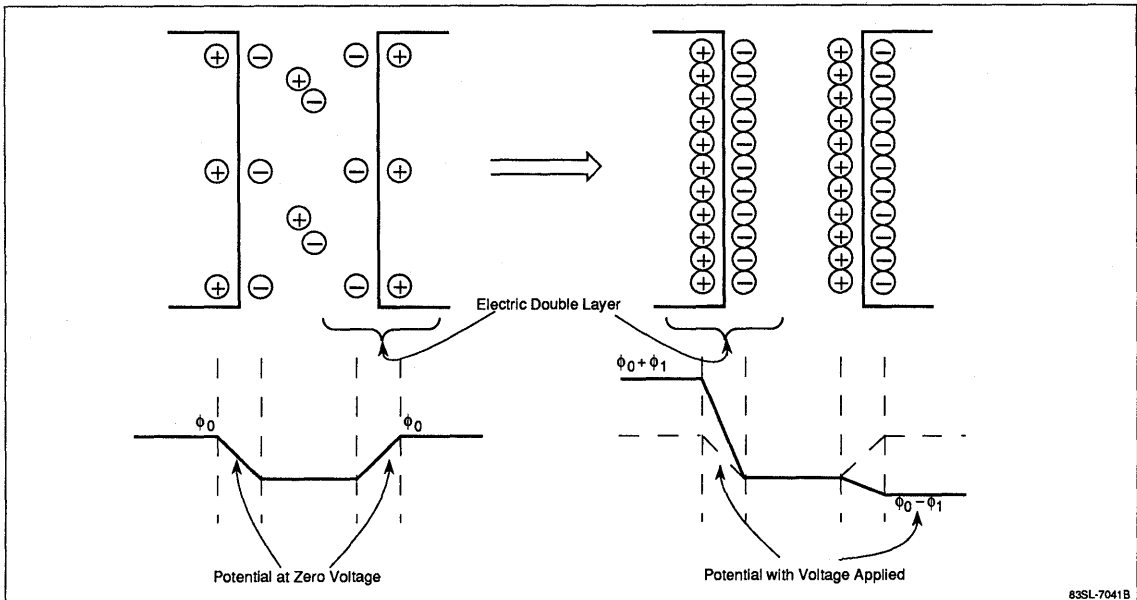 Electric Double Layer
ϕ0
ϕ0
ϕ0 + ϕ1
ϕ0 − ϕ1
Potential at Zero Voltage
Potential with Voltage Applied
83SL-7041B